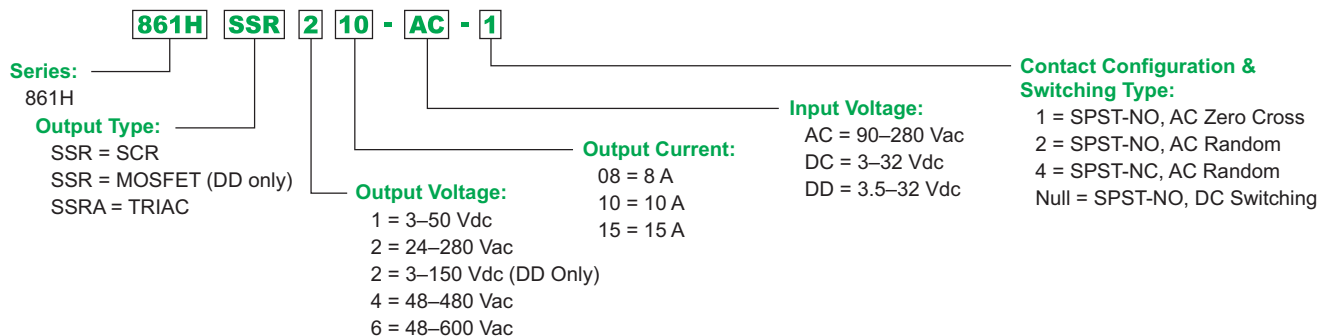 861H SSR 2 10 - AC - 1
Series:
861H
Output Type:
SSR = SCR
SSR = MOSFET (DD only)
SSRA = TRIAC
Output Voltage:
1 = 3–50 Vdc
2 = 24–280 Vac
2 = 3–150 Vdc (DD Only)
4 = 48–480 Vac
6 = 48–600 Vac
Output Current:
08 = 8 A
10 = 10 A
15 = 15 A
Input Voltage:
AC = 90–280 Vac
DC = 3–32 Vdc
DD = 3.5–32 Vdc
Contact Configuration &
Switching Type:
1 = SPST-NO, AC Zero Cross
2 = SPST-NO, AC Random
4 = SPST-NC, AC Random
Null = SPST-NO, DC Switching